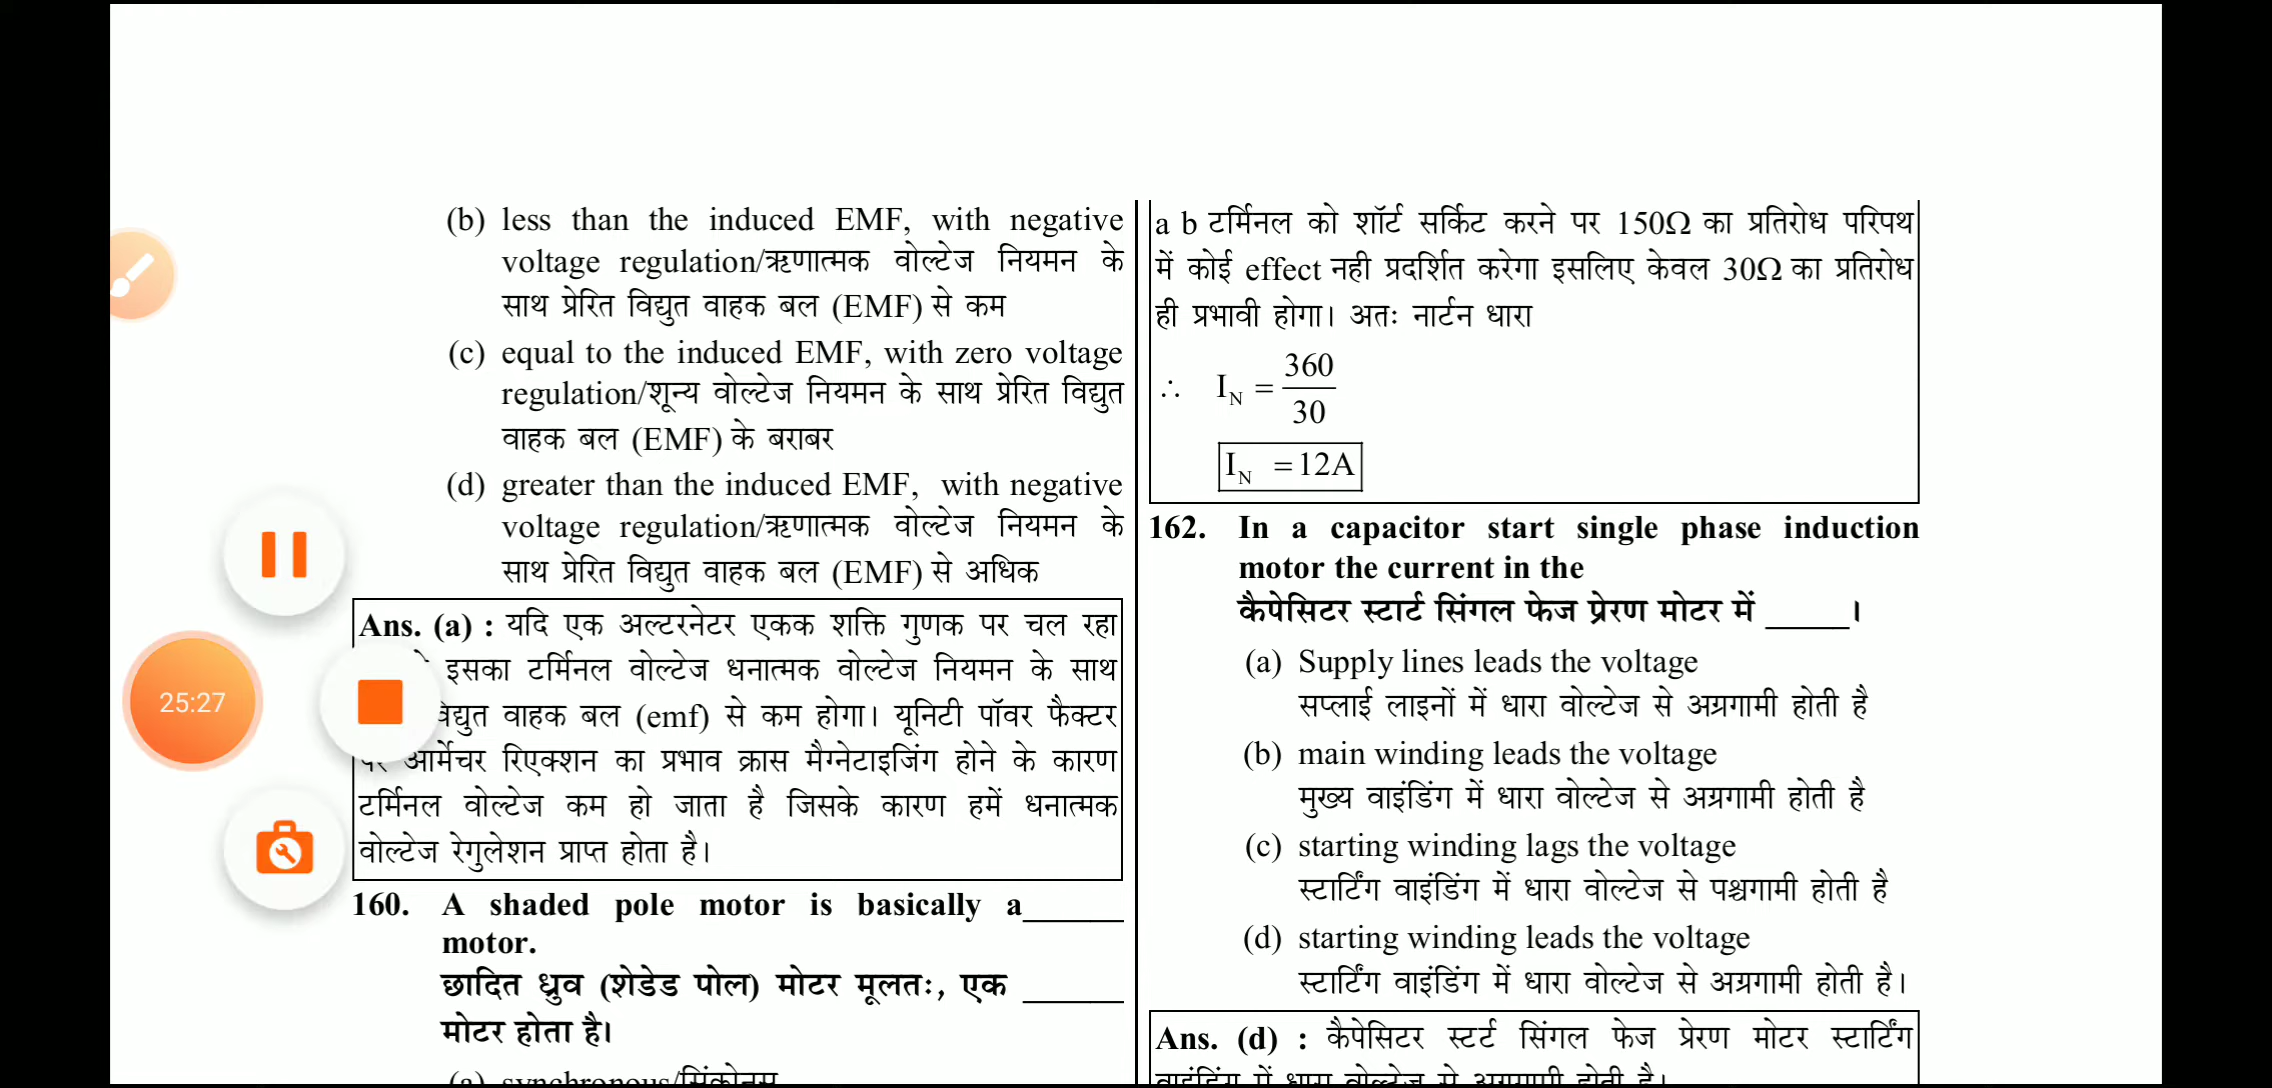 (b) less than the induced EMF, with negative
voltage regulation/ऋणात्मक वोल्टेज नियमन के
साथ प्रेरित विद्युत वाहक बल (EMF) से कम
(c) equal to the induced EMF, with zero voltage
regulation/शून्य वोल्टेज नियमन के साथ प्रेरित विद्युत
वाहक बल (EMF) के बराबर
(d) greater than the induced EMF, with negative
voltage regulation/ऋणात्मक वोल्टेज नियमन के
साथ प्रेरित विद्युत वाहक बल (EMF) से अधिक
Ans. (a) : यदि एक अल्टरनेटर एकक शक्ति गुणक पर चल रहा
इसका टर्मिनल वोल्टेज धनात्मक वोल्टेज नियमन के साथ
विद्युत वाहक बल (emf) से कम होगा। यूनिटी पॉवर फैक्टर
पर आर्मेचर रिएक्शन का प्रभाव क्रास मैग्नेटाइजिंग होने के कारण
टर्मिनल वोल्टेज कम हो जाता है जिसके कारण हमें धनात्मक
वोल्टेज रेगुलेशन प्राप्त होता है।
160. A shaded pole motor is basically a______
motor.
छादित ध्रुव (शेडेड पोल) मोटर मूलतः, एक ______
मोटर होता है।
(a) synchronous/सिंक्रोनस
a b टर्मिनल को शॉर्ट सर्किट करने पर 150Ω का प्रतिरोध परिपथ
में कोई effect नही प्रदर्शित करेगा इसलिए केवल 30Ω का प्रतिरोध
ही प्रभावी होगा। अतः नार्टन धारा
∴ I_N = 360/30
I_N = 12A
162. In a capacitor start single phase induction
motor the current in the
कैपेसिटर स्टार्ट सिंगल फेज प्रेरण मोटर में _____।
(a) Supply lines leads the voltage
सप्लाई लाइनों में धारा वोल्टेज से अग्रगामी होती है
(b) main winding leads the voltage
मुख्य वाइंडिंग में धारा वोल्टेज से अग्रगामी होती है
(c) starting winding lags the voltage
स्टार्टिंग वाइंडिंग में धारा वोल्टेज से पश्चगामी होती है
(d) starting winding leads the voltage
स्टार्टिंग वाइंडिंग में धारा वोल्टेज से अग्रगामी होती है।
Ans. (d) : कैपेसिटर स्टर्ट सिंगल फेज प्रेरण मोटर स्टार्टिंग
वाइंडिंग में धारा वोल्टेज से अग्रगामी होती है।
25:27